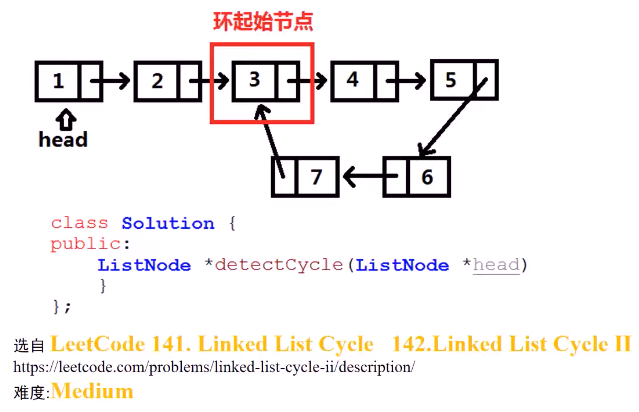 环起始节点
1 2 3 4 5
head
7 6
class Solution {
public:
ListNode *detectCycle(ListNode *head)
}
};
选自 LeetCode 141. Linked List Cycle 142.Linked List Cycle II
https://leetcode.com/problems/linked-list-cycle-ii/description/
难度:Medium